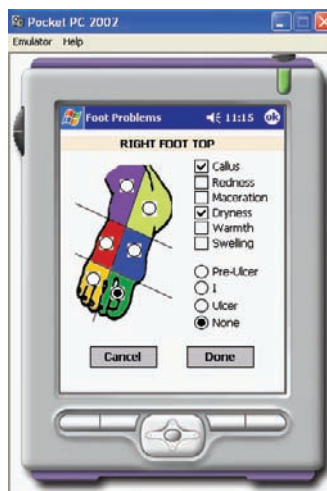 Pocket PC 2002
Emulator Help
Foot Problems 11:15 ok
RIGHT FOOT TOP
Callus
Redness
Maceration
Dryness
Warmth
Swelling
Pre-Ulcer
I
Ulcer
None
Cancel Done